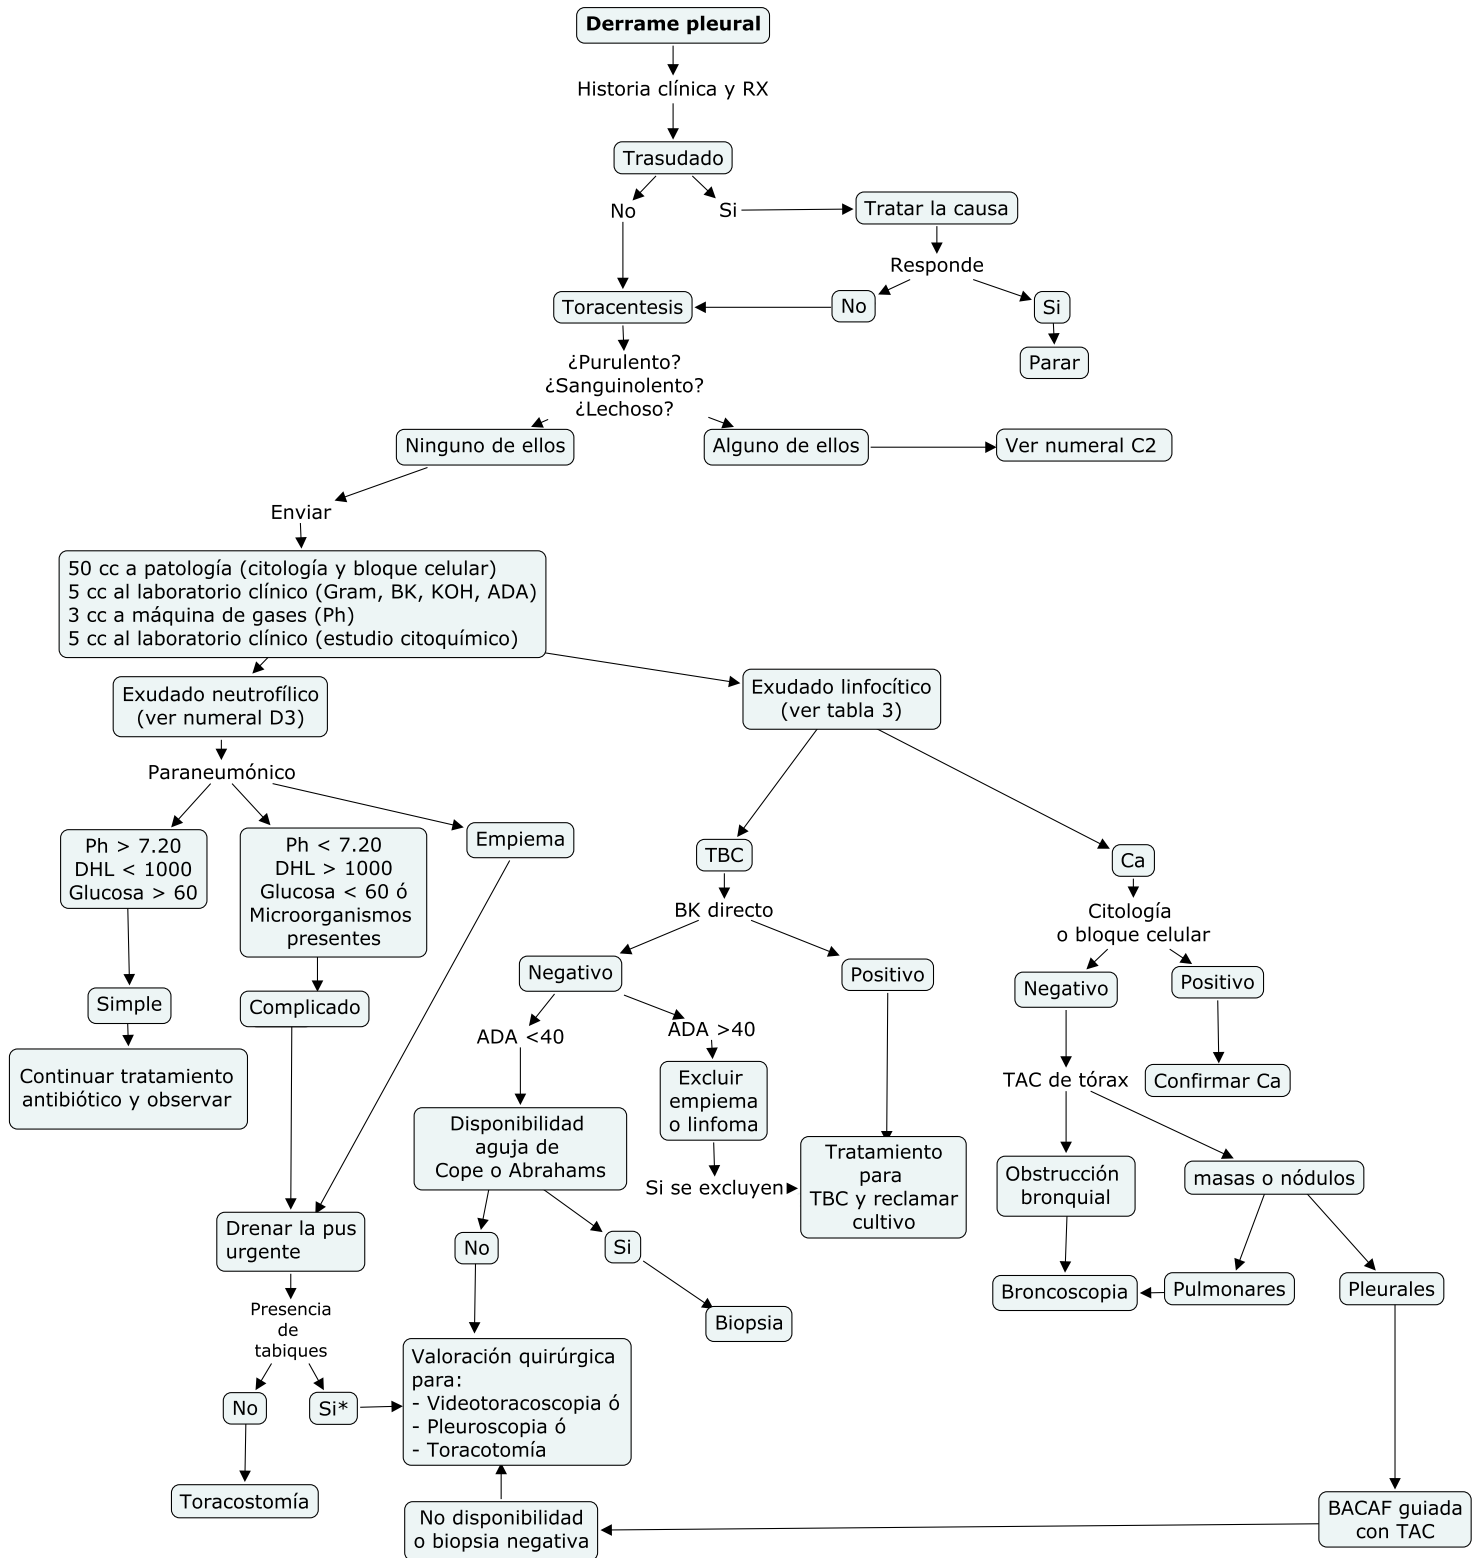 Derrame pleural
Historia clínica y RX
Trasudado
No
Si
Tratar la causa
Responde
Toracentesis
No
Si
Parar
¿Purulento?
¿Sanguinolento?
¿Lechoso?
Ninguno de ellos
Alguno de ellos
Ver numeral C2
Enviar
50 cc a patología (citología y bloque celular)
5 cc al laboratorio clínico (Gram, BK, KOH, ADA)
3 cc a máquina de gases (Ph)
5 cc al laboratorio clínico (estudio citoquímico)
Exudado neutrofílico
(ver numeral D3)
Exudado linfocítico
(ver tabla 3)
Paraneumónico
Ph > 7.20
DHL < 1000
Glucosa > 60
Ph < 7.20
DHL > 1000
Glucosa < 60 ó
Microorganismos
presentes
Empiema
TBC
Ca
BK directo
Citología
o bloque celular
Negativo
Positivo
Negativo
Positivo
Simple
Complicado
ADA <40
ADA >40
Continuar tratamiento
antibiótico y observar
Excluir
empiema
o linfoma
TAC de tórax
Confirmar Ca
Disponibilidad
aguja de
Cope o Abrahams
Si se excluyen
Tratamiento
para
TBC y reclamar
cultivo
Obstrucción
bronquial
masas o nódulos
Drenar la pus
urgente
No
Si
Broncoscopia
Pulmonares
Pleurales
Presencia
de
tabiques
Biopsia
Valoración quirúrgica
para:
- Videotoracoscopia ó
- Pleuroscopia ó
- Toracotomía
No
Si*
Toracostomía
No disponibilidad
o biopsia negativa
BACAF guiada
con TAC